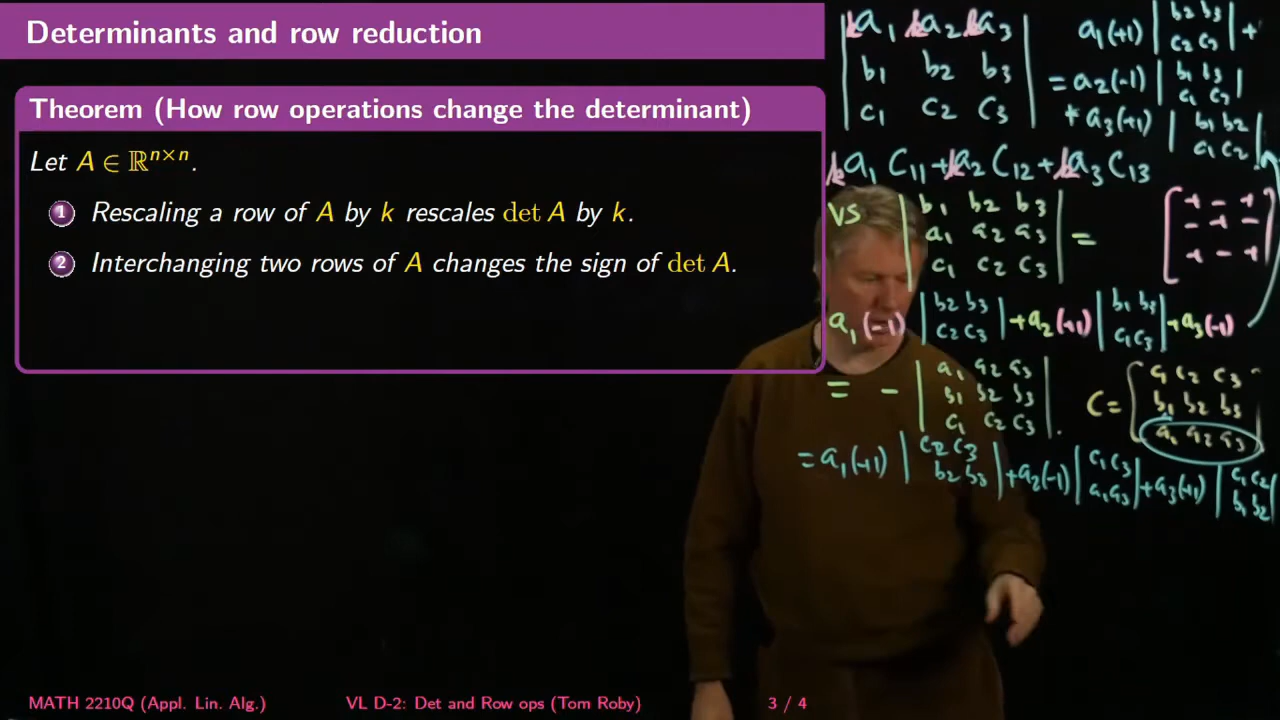 Determinants and row reduction
Theorem (How row operations change the determinant)
Let A ∈ ℝⁿˣⁿ.
1 Rescaling a row of A by k rescales det A by k.
2 Interchanging two rows of A changes the sign of det A.
| ka1 ka2 ka3 |
| b1 b2 b3 |
| c1 c2 c3 |
a1(+1) | b2 b3 | +
| c2 c3 |
= a2(-1) | b1 b3 |
+ a3(+1) | b1 b2 |
ka1 C11 + ka2 C12 + ka3 C13
VS | b1 b2 b3 |
| a1 a2 a3 | =
| c1 c2 c3 |
[ + - +
- + -
+ - + ]
a1(-1) | b2 b3 | + a2(+1) | b1 b3 | + a3(-1)
| c2 c3 | | c1 c3 |
= - | a1 a2 a3 |
| b1 b2 b3 |
| c1 c2 c3 | .
C = [ c1 c2 c3
b1 b2 b3
a1 a2 a3
= a1(+1) | c2 c3 | + a2(-1) | c1 c3 | + a3(+1) | c1 c2 |
| b2 b3 | | a1 a3 | | b1 b2 |
MATH 2210Q (Appl. Lin. Alg.) VL D-2: Det and Row ops (Tom Roby) 3 / 4